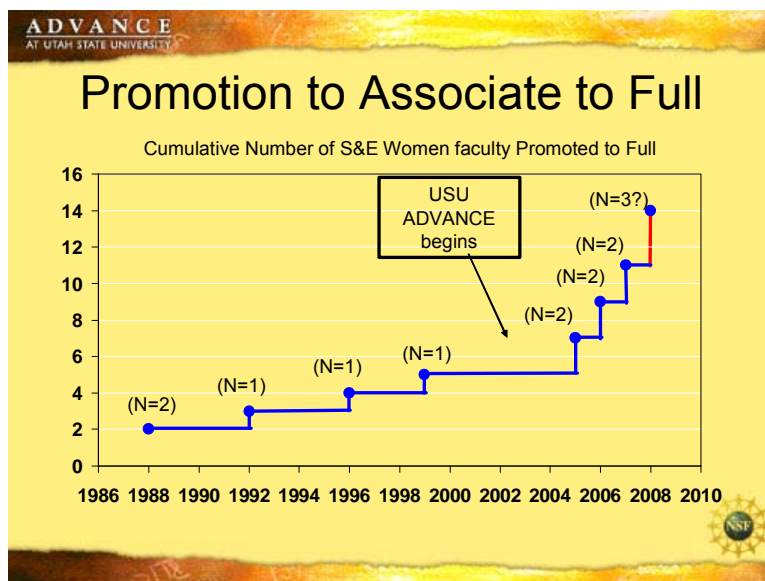 ADVANCE
AT UTAH STATE UNIVERSITY
Promotion to Associate to Full
Cumulative Number of S&E Women faculty Promoted to Full
16
14
12
10
8
6
4
2
0
USU
ADVANCE
begins
(N=3?)
(N=2)
(N=2)
(N=2)
(N=1)
(N=1)
(N=1)
(N=2)
1986 1988 1990 1992 1994 1996 1998 2000 2002 2004 2006 2008 2010
NSF